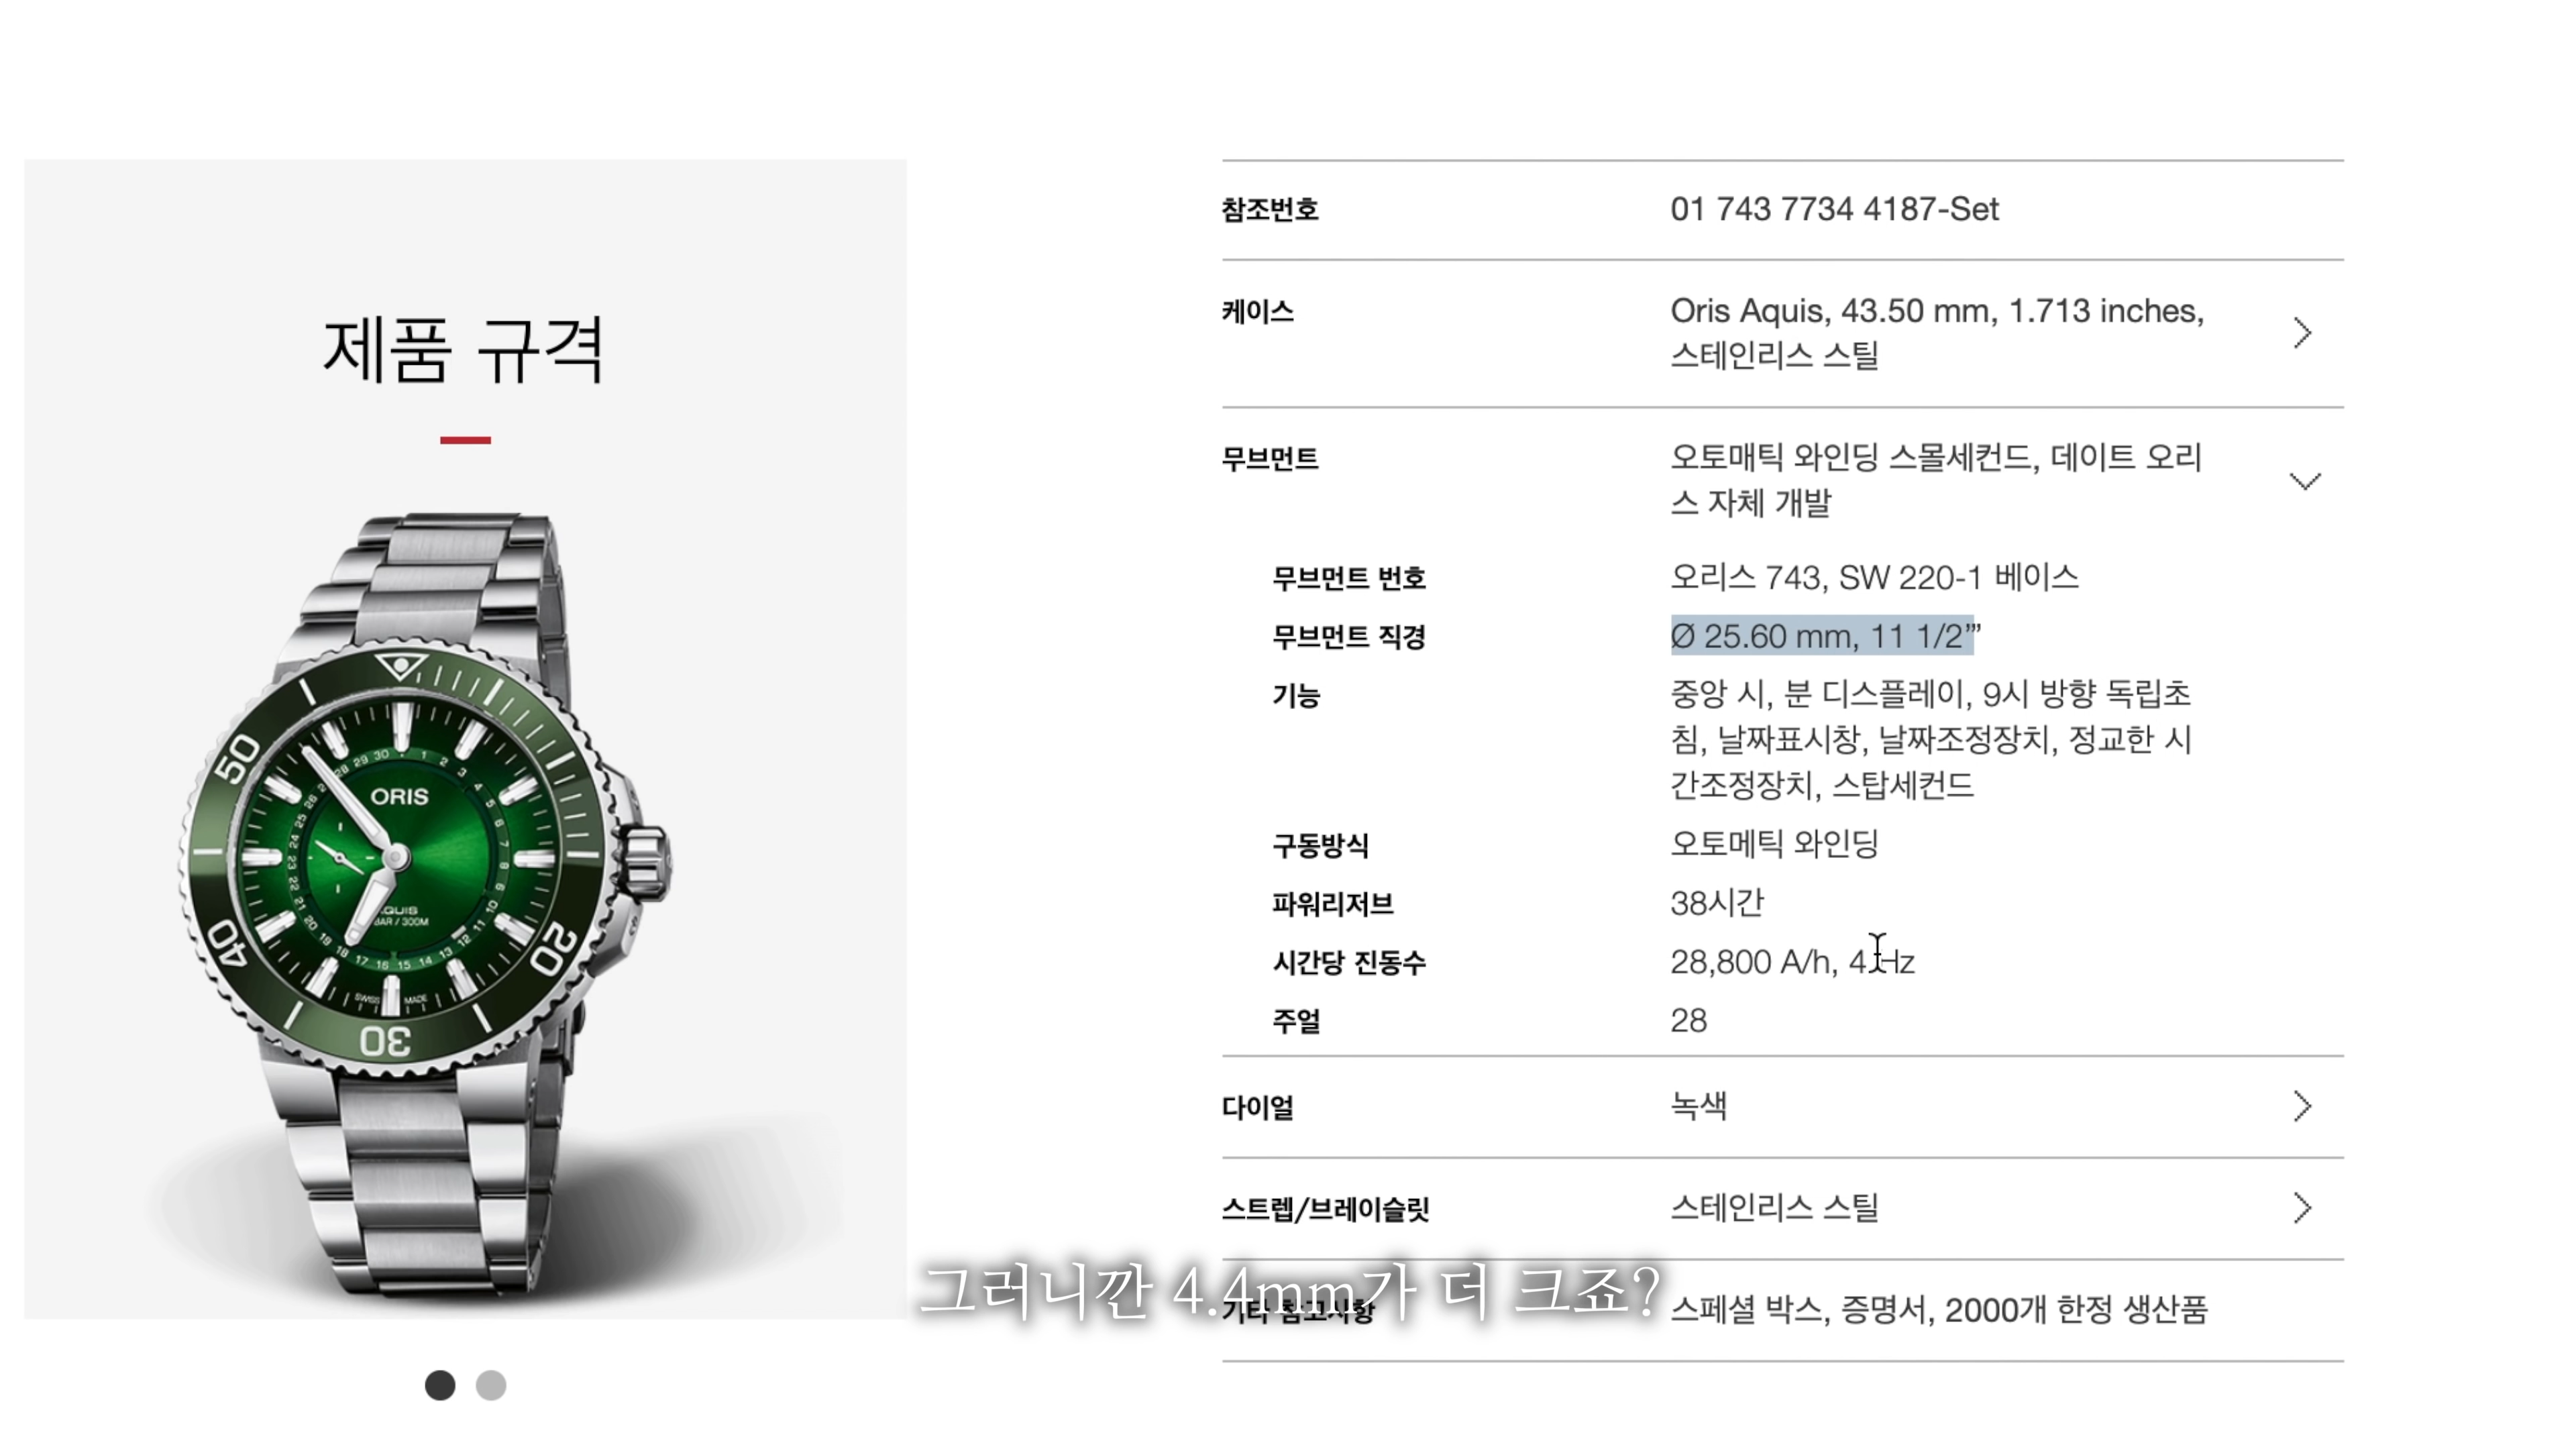 제품 규격
50
ORIS
AQUIS
BAR / 300M
40
30
20
SWISS MADE
참조번호
01 743 7734 4187-Set
케이스
Oris Aquis, 43.50 mm, 1.713 inches,
스테인리스 스틸
무브먼트
오토매틱 와인딩 스몰세컨드, 데이트 오리
스 자체 개발
무브먼트 번호
오리스 743, SW 220-1 베이스
무브먼트 직경
Ø 25.60 mm, 11 1/2’’’
기능
중앙 시, 분 디스플레이, 9시 방향 독립초
침, 날짜표시창, 날짜조정장치, 정교한 시
간조정장치, 스탑세컨드
구동방식
오토메틱 와인딩
파워리저브
38시간
시간당 진동수
28,800 A/h, 4 Hz
주얼
28
다이얼
녹색
스트렙/브레이슬릿
스테인리스 스틸
기타 참고사항
스페셜 박스, 증명서, 2000개 한정 생산품
그러니깐 4.4mm가 더 크죠?